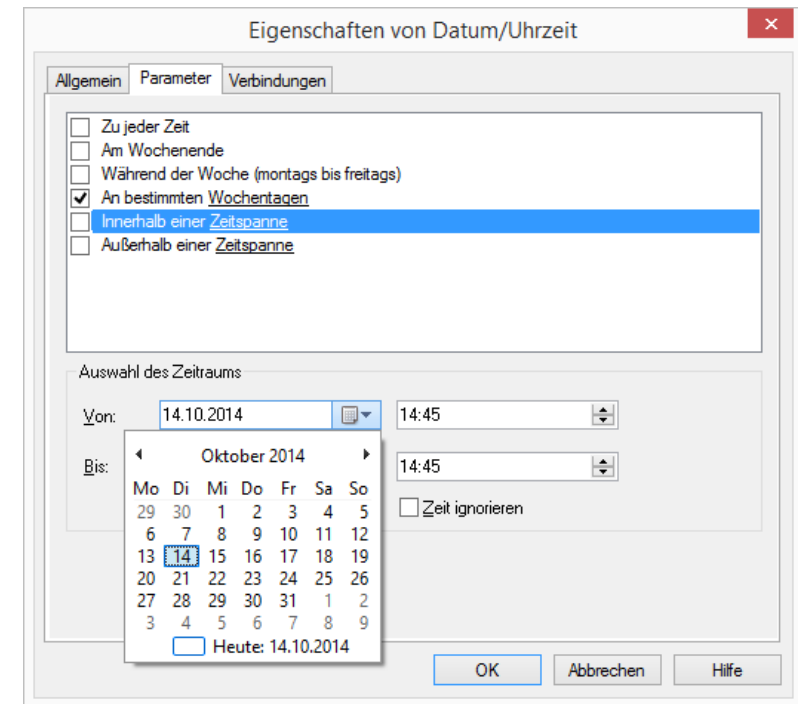 Eigenschaften von Datum/Uhrzeit
Allgemein Parameter Verbindungen
Zu jeder Zeit
Am Wochenende
Während der Woche (montags bis freitags)
An bestimmten Wochentagen
Innerhalb einer Zeitspanne
Außerhalb einer Zeitspanne
Auswahl des Zeitraums
Von: 14.10.2014 14:45
Bis: 14:45
Zeit ignorieren
Oktober 2014
Mo Di Mi Do Fr Sa So
29 30 1 2 3 4 5
6 7 8 9 10 11 12
13 14 15 16 17 18 19
20 21 22 23 24 25 26
27 28 29 30 31 1 2
3 4 5 6 7 8 9
Heute: 14.10.2014
OK Abbrechen Hilfe